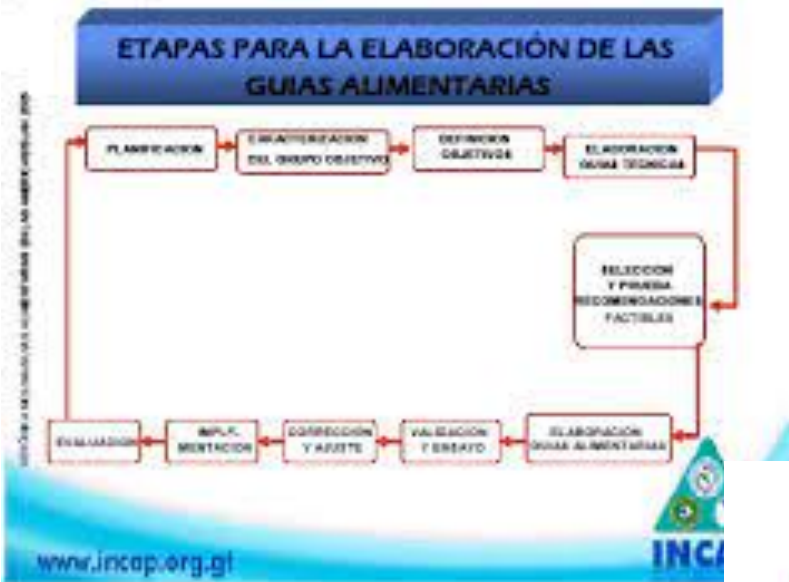 ETAPAS PARA LA ELABORACIÓN DE LAS
GUIAS ALIMENTARIAS
PLANIFICACION
CARACTERIZACION
DEL GRUPO OBJETIVO
DEFINICION
OBJETIVOS
ELABORACION
GUIAS TECNICAS
SELECCION
Y PRUEBA
RECOMENDACIONES
FACTIBLES
ELABORACION
GUIAS ALIMENTARIAS
VALIDACION
Y ENSAYO
CORRECCION
Y AJUSTE
IMPLE
MENTACION
EVALUACION
www.incap.org.gt
INCA